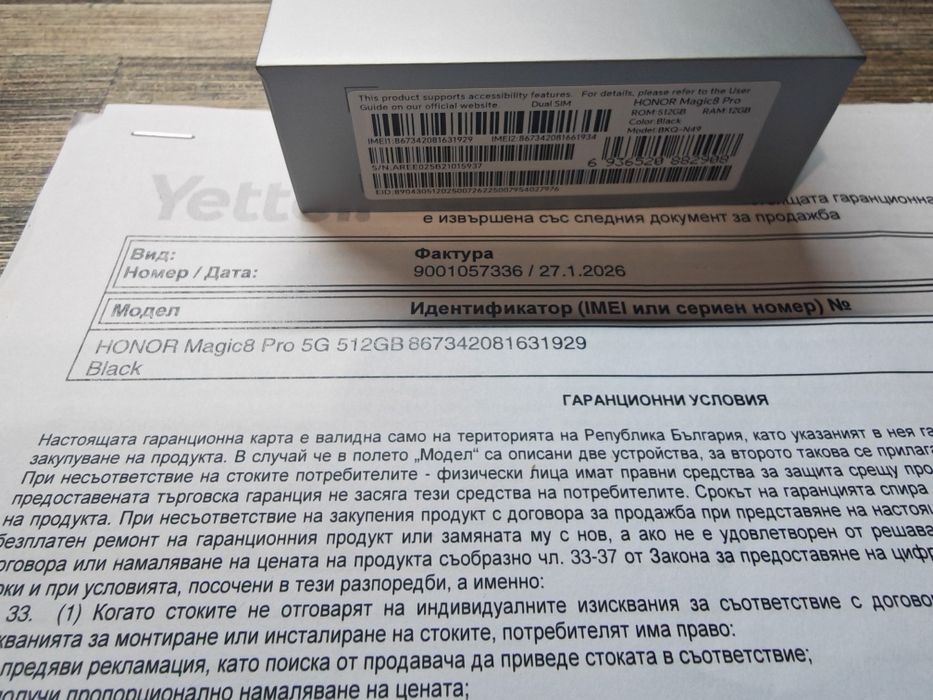 This product supports accessibility features. For details, please refer to the User
Guide on our official website. Dual SIM
HONOR Magic8 Pro
ROM:512GB RAM:12GB
Color:Black
Model:BKQ-N49
IMEI1:867342081631929 IMEI2:867342081661934
S/N:AREE025B21015937
6 936520 882908
EID:89043051202500726225007954027976
Yettel.
гаранционна
е извършена със следния документ за продажба
Вид: Фактура
Номер / Дата: 9001057336 / 27.1.2026
Модел Идентификатор (IMEI или сериен номер) №
HONOR Magic8 Pro 5G 512GB 867342081631929
Black
ГАРАНЦИОННИ УСЛОВИЯ
Настоящата гаранционна карта е валидна само на територията на Република България, като указаният в нея
закупуване на продукта. В случай че в полето „Модел“ са описани две устройства, за второто такова се
При несъответствие на стоките потребителите - физически лица имат правни средства за защита срещу
предоставената търговска гаранция не засяга тези средства на потребителите. Срокът на гаранцията спира
на продукта. При несъответствие на закупения продукт с договора за продажба при представяне на
безплатен ремонт на гаранционния продукт или замяната му с нов, а ако не е удовлетворен от
или намаляване на цената на продукта съобразно чл. 33-37 от Закона за предоставяне на
и при условията, посочени в тези разпоредби, а именно:
33. (1) Когато стоките не отговарят на индивидуалните изисквания за съответствие с
за монтиране или инсталиране на стоките, потребителят има право:
предяви рекламация, като поиска от продавача да приведе стоката в съответствие;
пропорционално намаляване на цената;